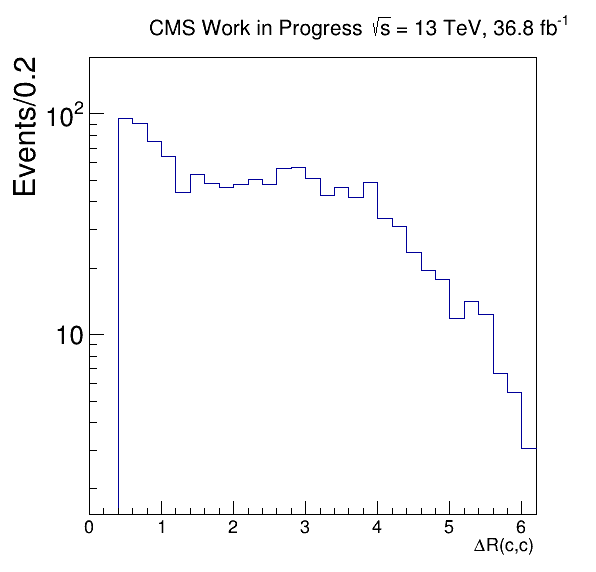 CMS Work in Progress √s = 13 TeV, 36.8 fb⁻¹
Events/0.2
10²
10
0 1 2 3 4 5 6
ΔR(c,c)